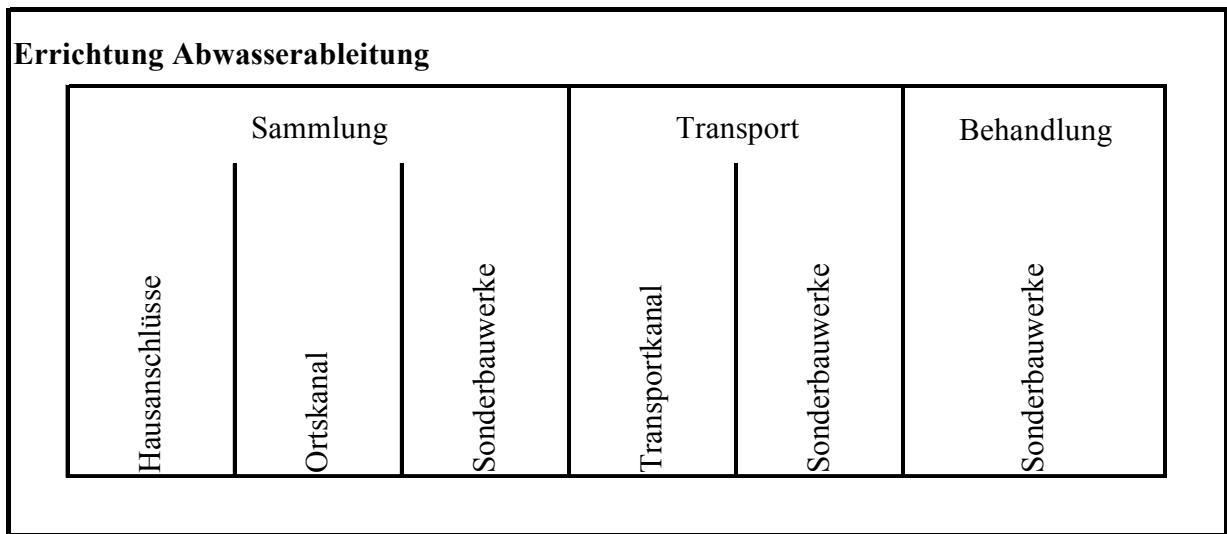 Errichtung Abwasserableitung
Sammlung
Transport
Behandlung
Hausanschlüsse
Ortskanal
Sonderbauwerke
Transportkanal
Sonderbauwerke
Sonderbauwerke